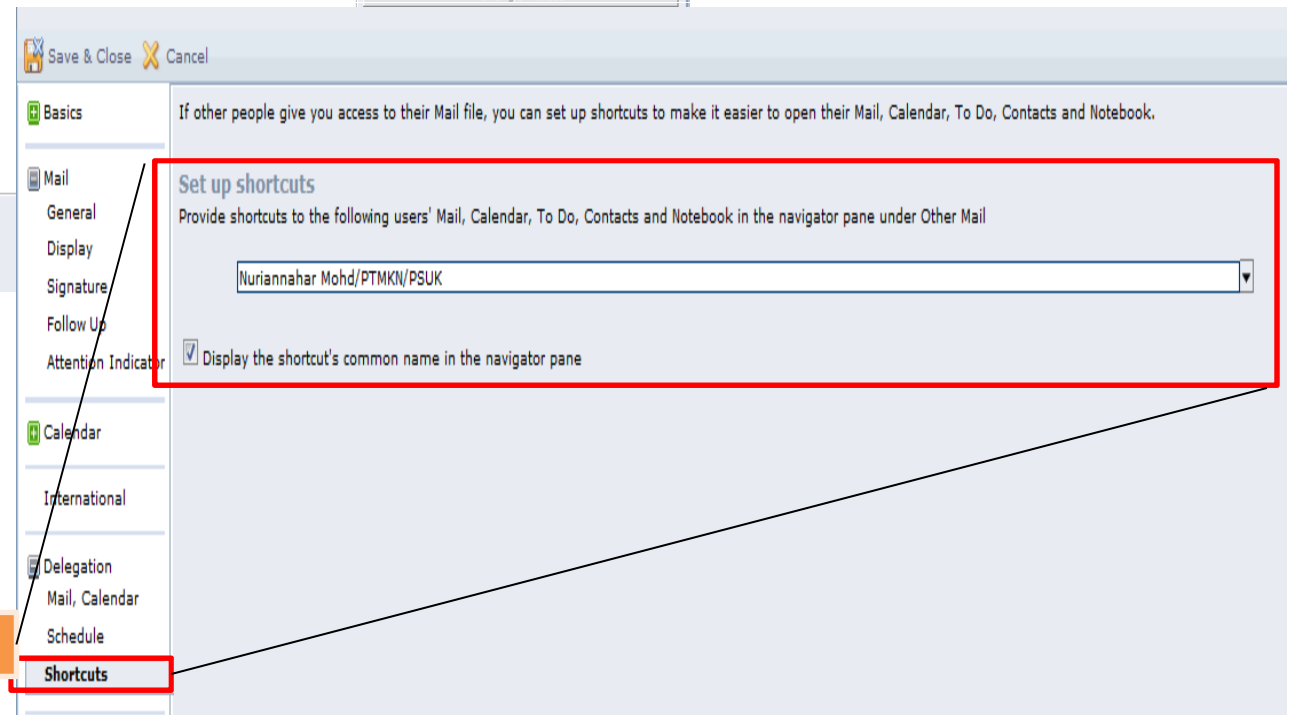 Save & Close Cancel
Basics
Mail
General
Display
Signature
Follow Up
Attention Indicator
Calendar
International
Delegation
Mail, Calendar
Schedule
Shortcuts
If other people give you access to their Mail file, you can set up shortcuts to make it easier to open their Mail, Calendar, To Do, Contacts and Notebook.
Set up shortcuts
Provide shortcuts to the following users' Mail, Calendar, To Do, Contacts and Notebook in the navigator pane under Other Mail
Nuriannahar Mohd/PTMKN/PSUK
Display the shortcut's common name in the navigator pane